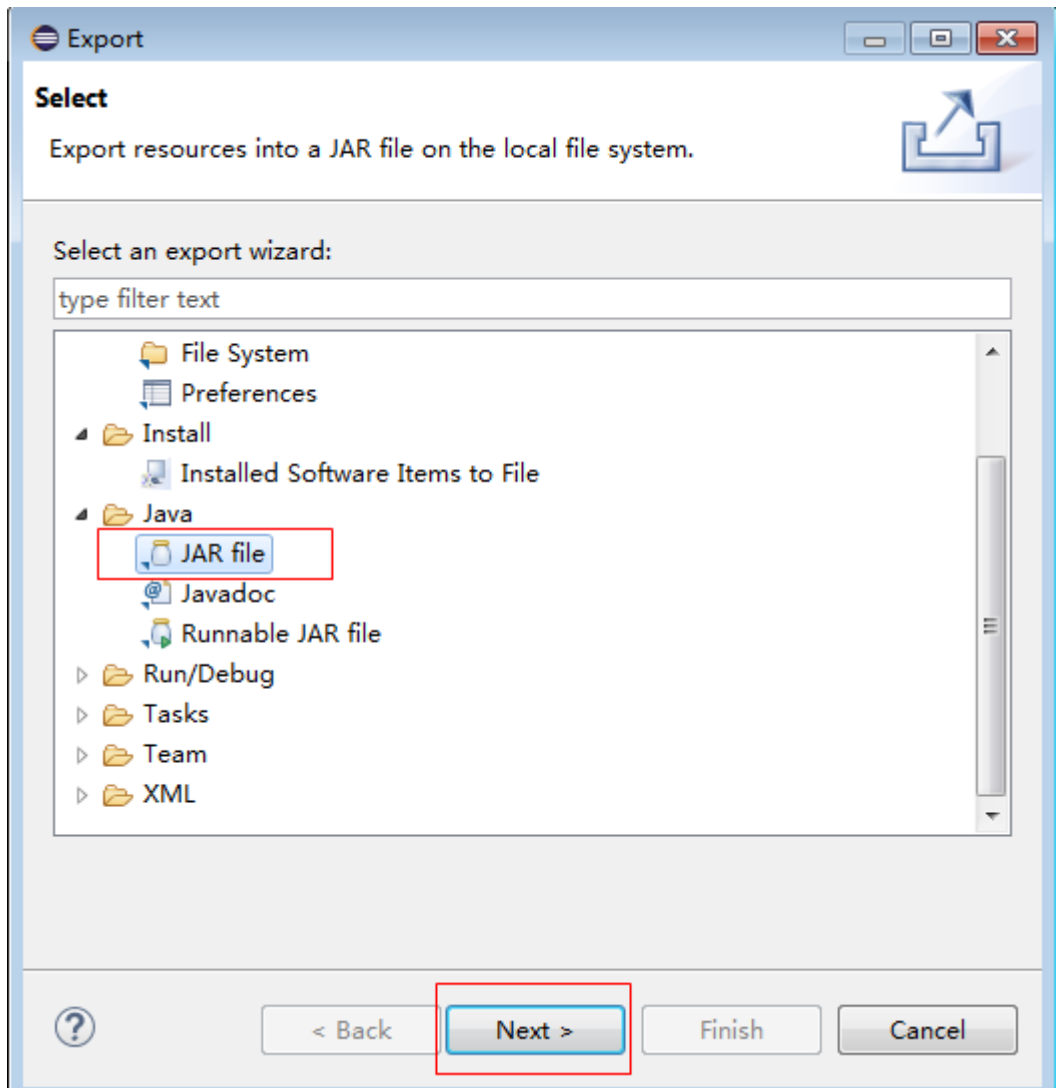 Export
Select
Export resources into a JAR file on the local file system.
Select an export wizard:
type filter text
File System
Preferences
Install
Installed Software Items to File
Java
JAR file
Javadoc
Runnable JAR file
Run/Debug
Tasks
Team
XML
< Back Next > Finish Cancel